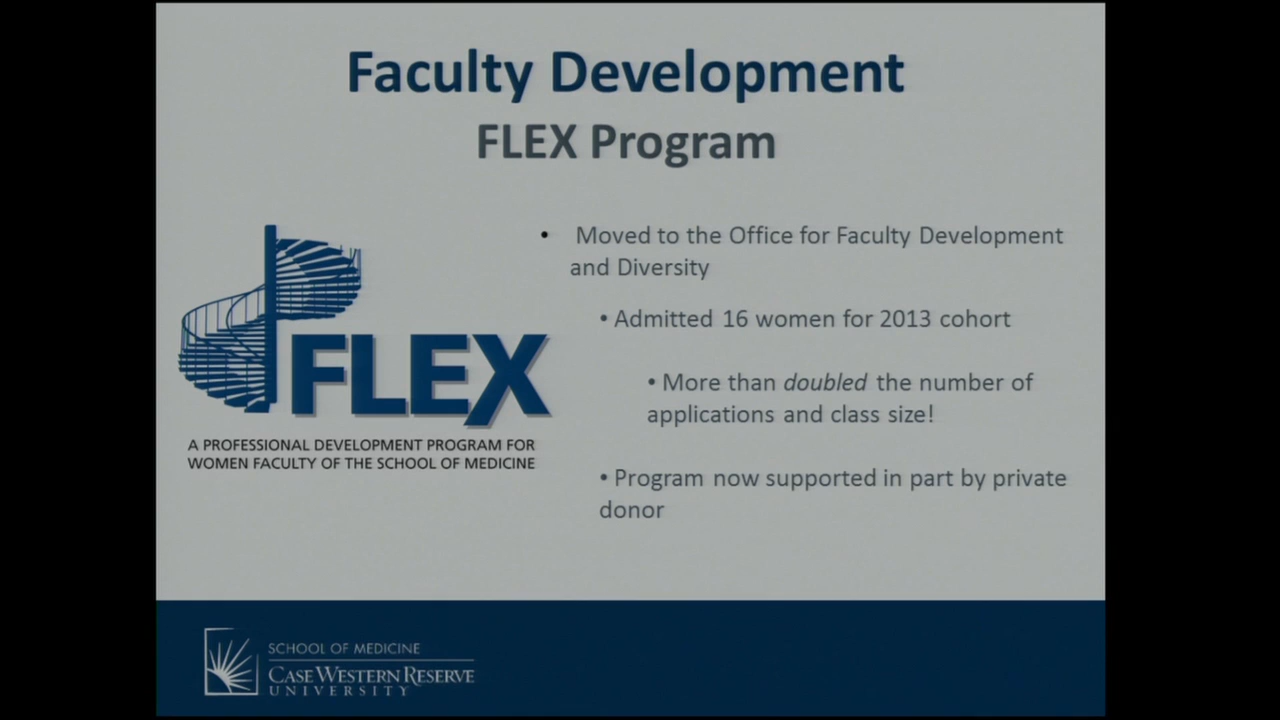 Faculty Development
FLEX Program
• Moved to the Office for Faculty Development
and Diversity
• Admitted 16 women for 2013 cohort
• More than doubled the number of
applications and class size!
• Program now supported in part by private
donor
FLEX
A PROFESSIONAL DEVELOPMENT PROGRAM FOR
WOMEN FACULTY OF THE SCHOOL OF MEDICINE
SCHOOL OF MEDICINE
CASE WESTERN RESERVE
UNIVERSITY